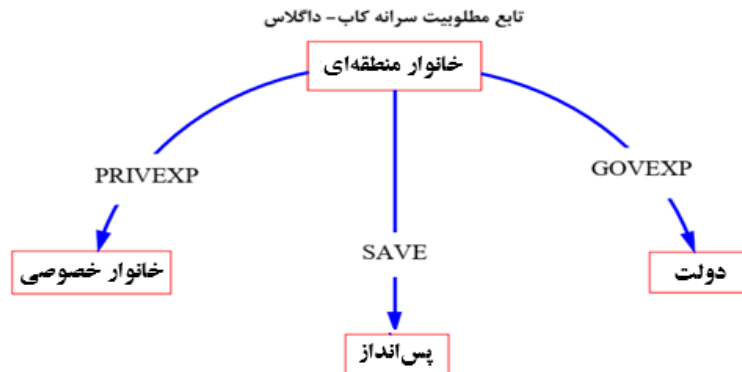 تابع مطلوبیت سرانه کاب- داگلاس
خانوار منطقه‌ای
PRIVEXP
GOVEXP
SAVE
خانوار خصوصی
دولت
پس‌انداز